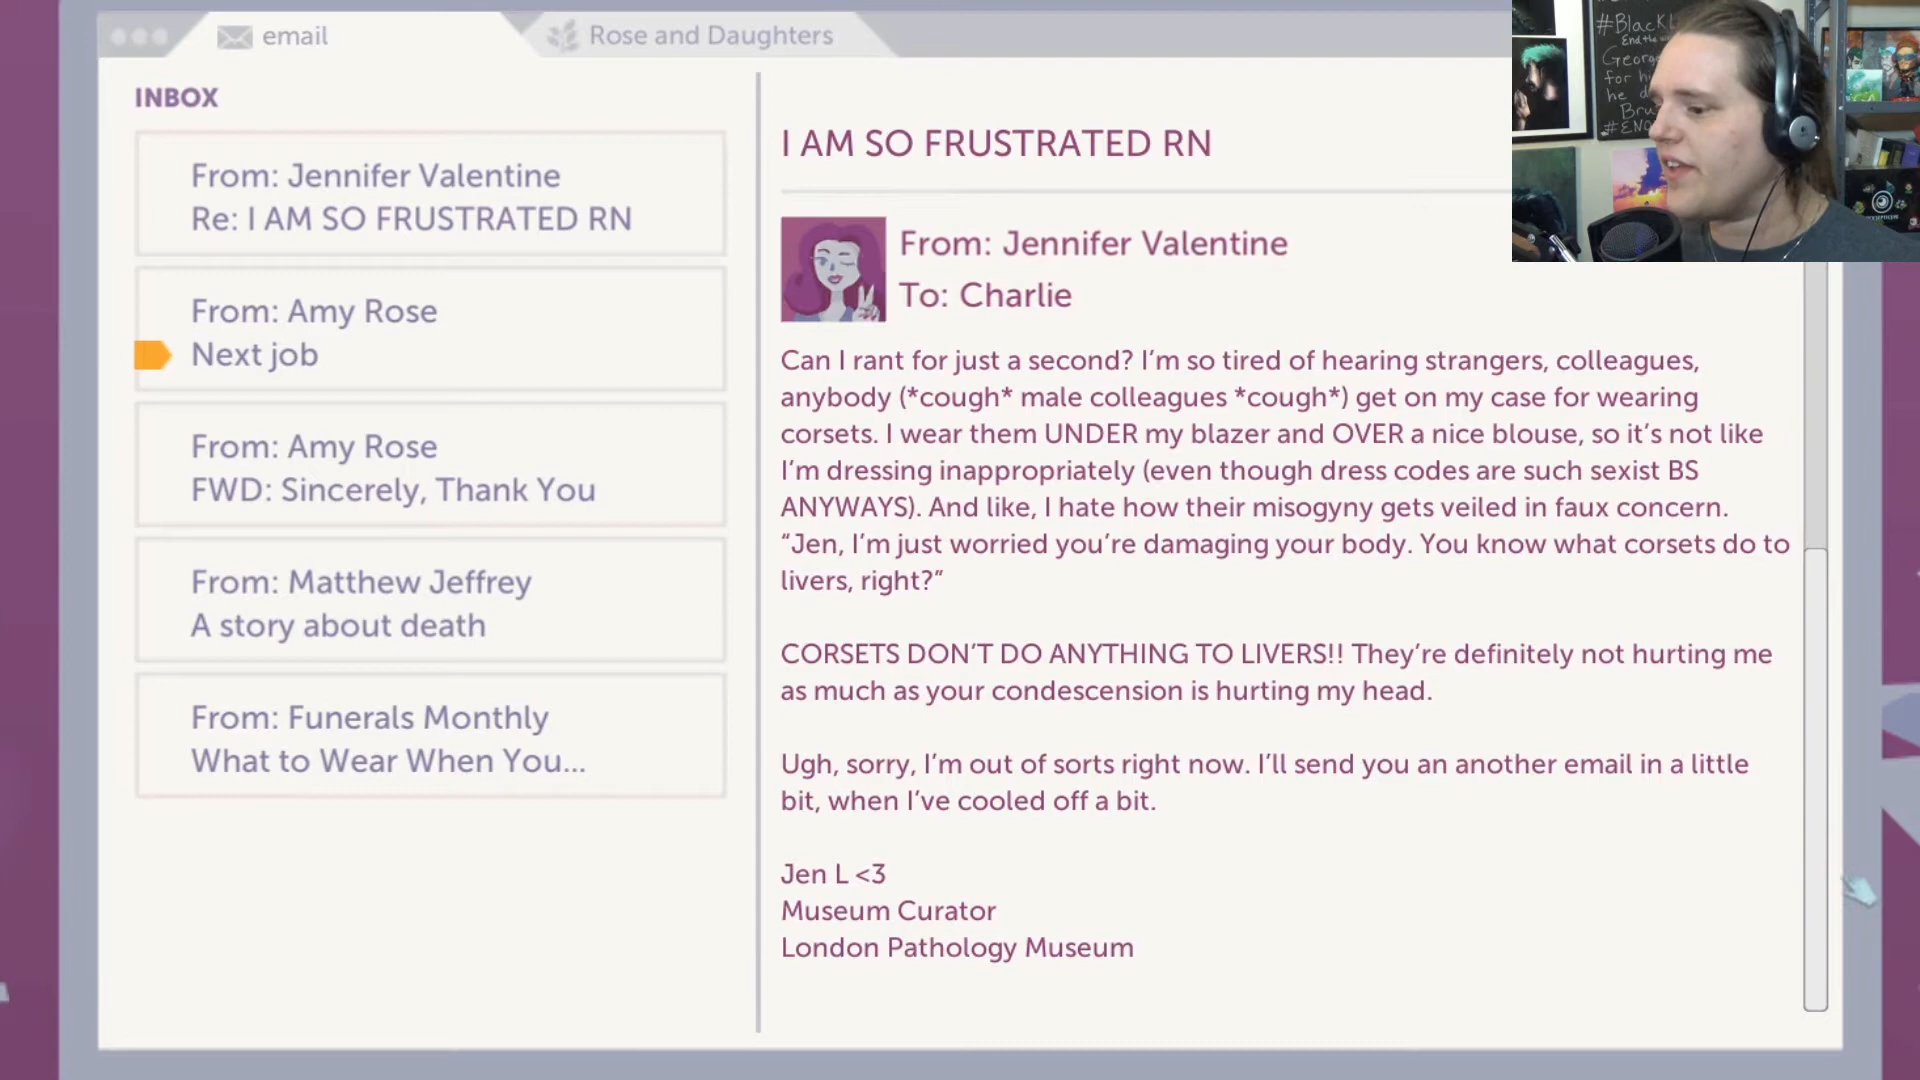 email
Rose and Daughters
INBOX
From: Jennifer Valentine
Re: I AM SO FRUSTRATED RN
From: Amy Rose
Next job
From: Amy Rose
FWD: Sincerely, Thank You
From: Matthew Jeffrey
A story about death
From: Funerals Monthly
What to Wear When You...
I AM SO FRUSTRATED RN
From: Jennifer Valentine
To: Charlie
Can I rant for just a second? I'm so tired of hearing strangers, colleagues,
anybody (*cough* male colleagues *cough*) get on my case for wearing
corsets. I wear them UNDER my blazer and OVER a nice blouse, so it's not like
I'm dressing inappropriately (even though dress codes are such sexist BS
ANYWAYS). And like, I hate how their misogyny gets veiled in faux concern.
“Jen, I'm just worried you're damaging your body. You know what corsets do to
livers, right?”
CORSETS DON'T DO ANYTHING TO LIVERS!! They're definitely not hurting me
as much as your condescension is hurting my head.
Ugh, sorry, I'm out of sorts right now. I'll send you an another email in a little
bit, when I've cooled off a bit.
Jen L <3
Museum Curator
London Pathology Museum
#BlackL
End the
George
for hi
he d
Bru
#ENO